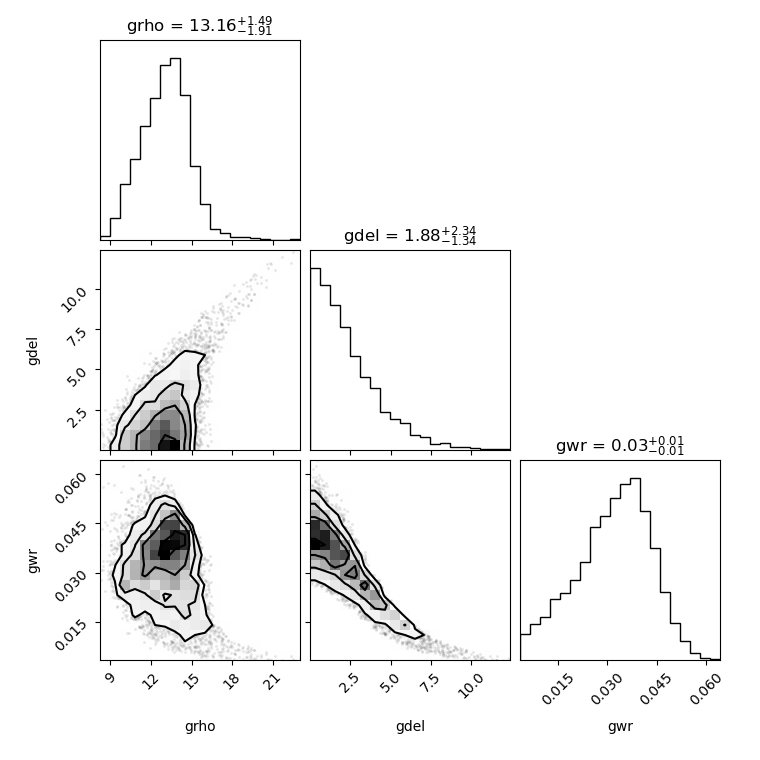 grho = 13.16+1.49−1.91
gdel = 1.88+2.34−1.34
10.0
7.5
5.0
2.5
gdel
gwr = 0.03+0.01−0.01
0.060
0.045
0.030
0.015
gwr
9 12 15 18 21
2.5 5.0 7.5 10.0
0.015 0.030 0.045 0.060
grho gdel gwr